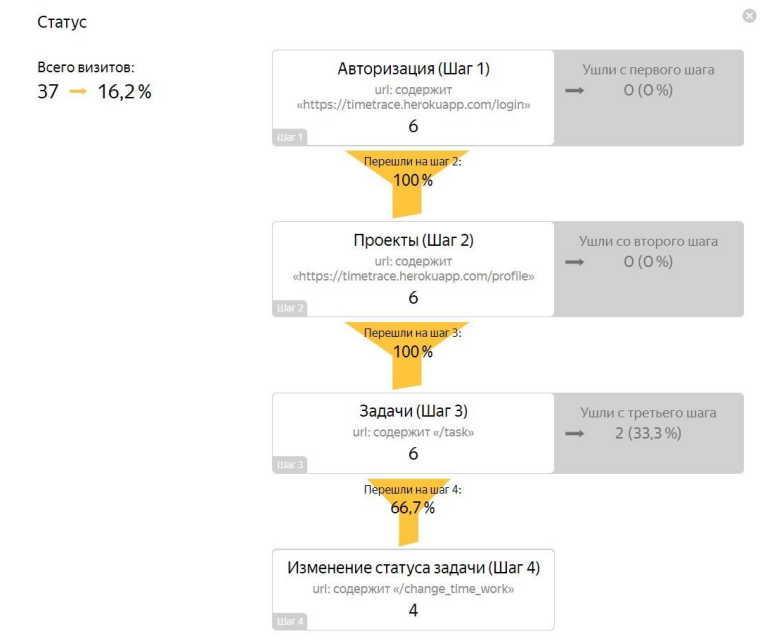 Статус
Всего визитов:
37 → 16,2 %
Авторизация (Шаг 1)
url: содержит
«https://timetrace.herokuapp.com/login»
6
Шаг 1
Ушли с первого шага
→ 0 (0 %)
Перешли на шаг 2:
100 %
Проекты (Шаг 2)
url: содержит
«https://timetrace.herokuapp.com/profile»
6
Шаг 2
Ушли со второго шага
→ 0 (0 %)
Перешли на шаг 3:
100 %
Задачи (Шаг 3)
url: содержит «/task»
6
Шаг 3
Ушли с третьего шага
→ 2 (33,3 %)
Перешли на шаг 4:
66,7 %
Изменение статуса задачи (Шаг 4)
url: содержит «/change_time_work»
4
Шаг 4